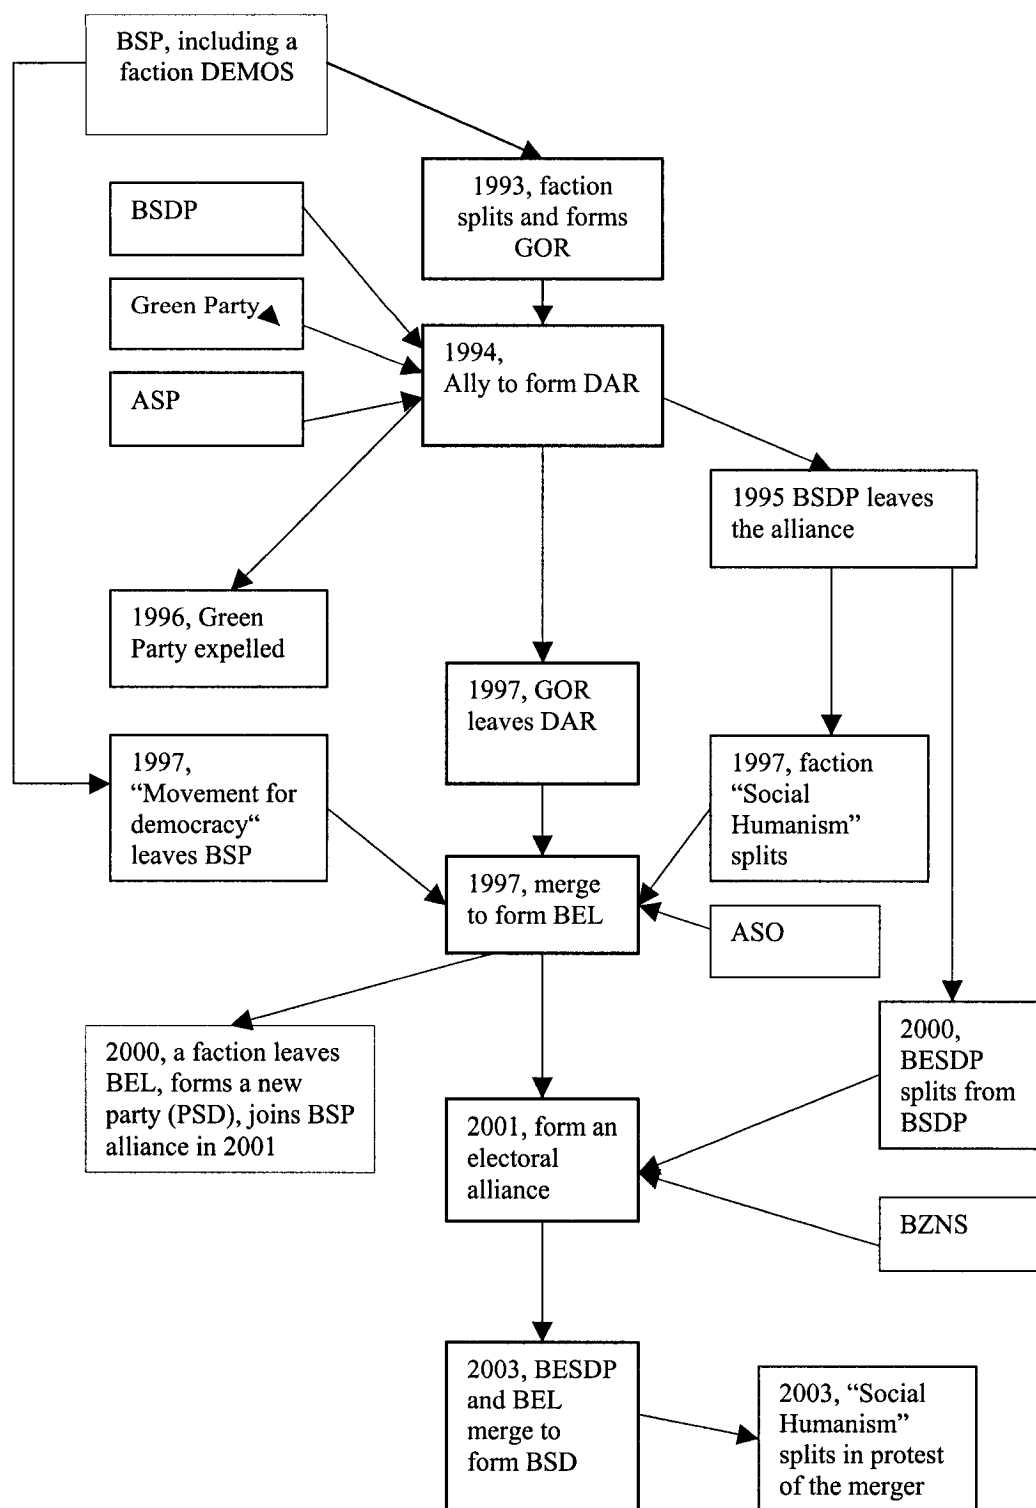 BSP, including a
faction DEMOS
1993, faction
splits and forms
GOR
BSDP
Green Party
1994,
Ally to form DAR
ASP
1995 BSDP leaves
the alliance
1996, Green
Party expelled
1997, GOR
leaves DAR
1997,
“Movement for
democracy“
leaves BSP
1997, faction
“Social
Humanism”
splits
1997, merge
to form BEL
ASO
2000, a faction leaves
BEL, forms a new
party (PSD), joins BSP
alliance in 2001
2000,
BESDP
splits from
BSDP
2001, form an
electoral
alliance
BZNS
2003, BESDP
and BEL
merge to
form BSD
2003, “Social
Humanism”
splits in protest
of the merger